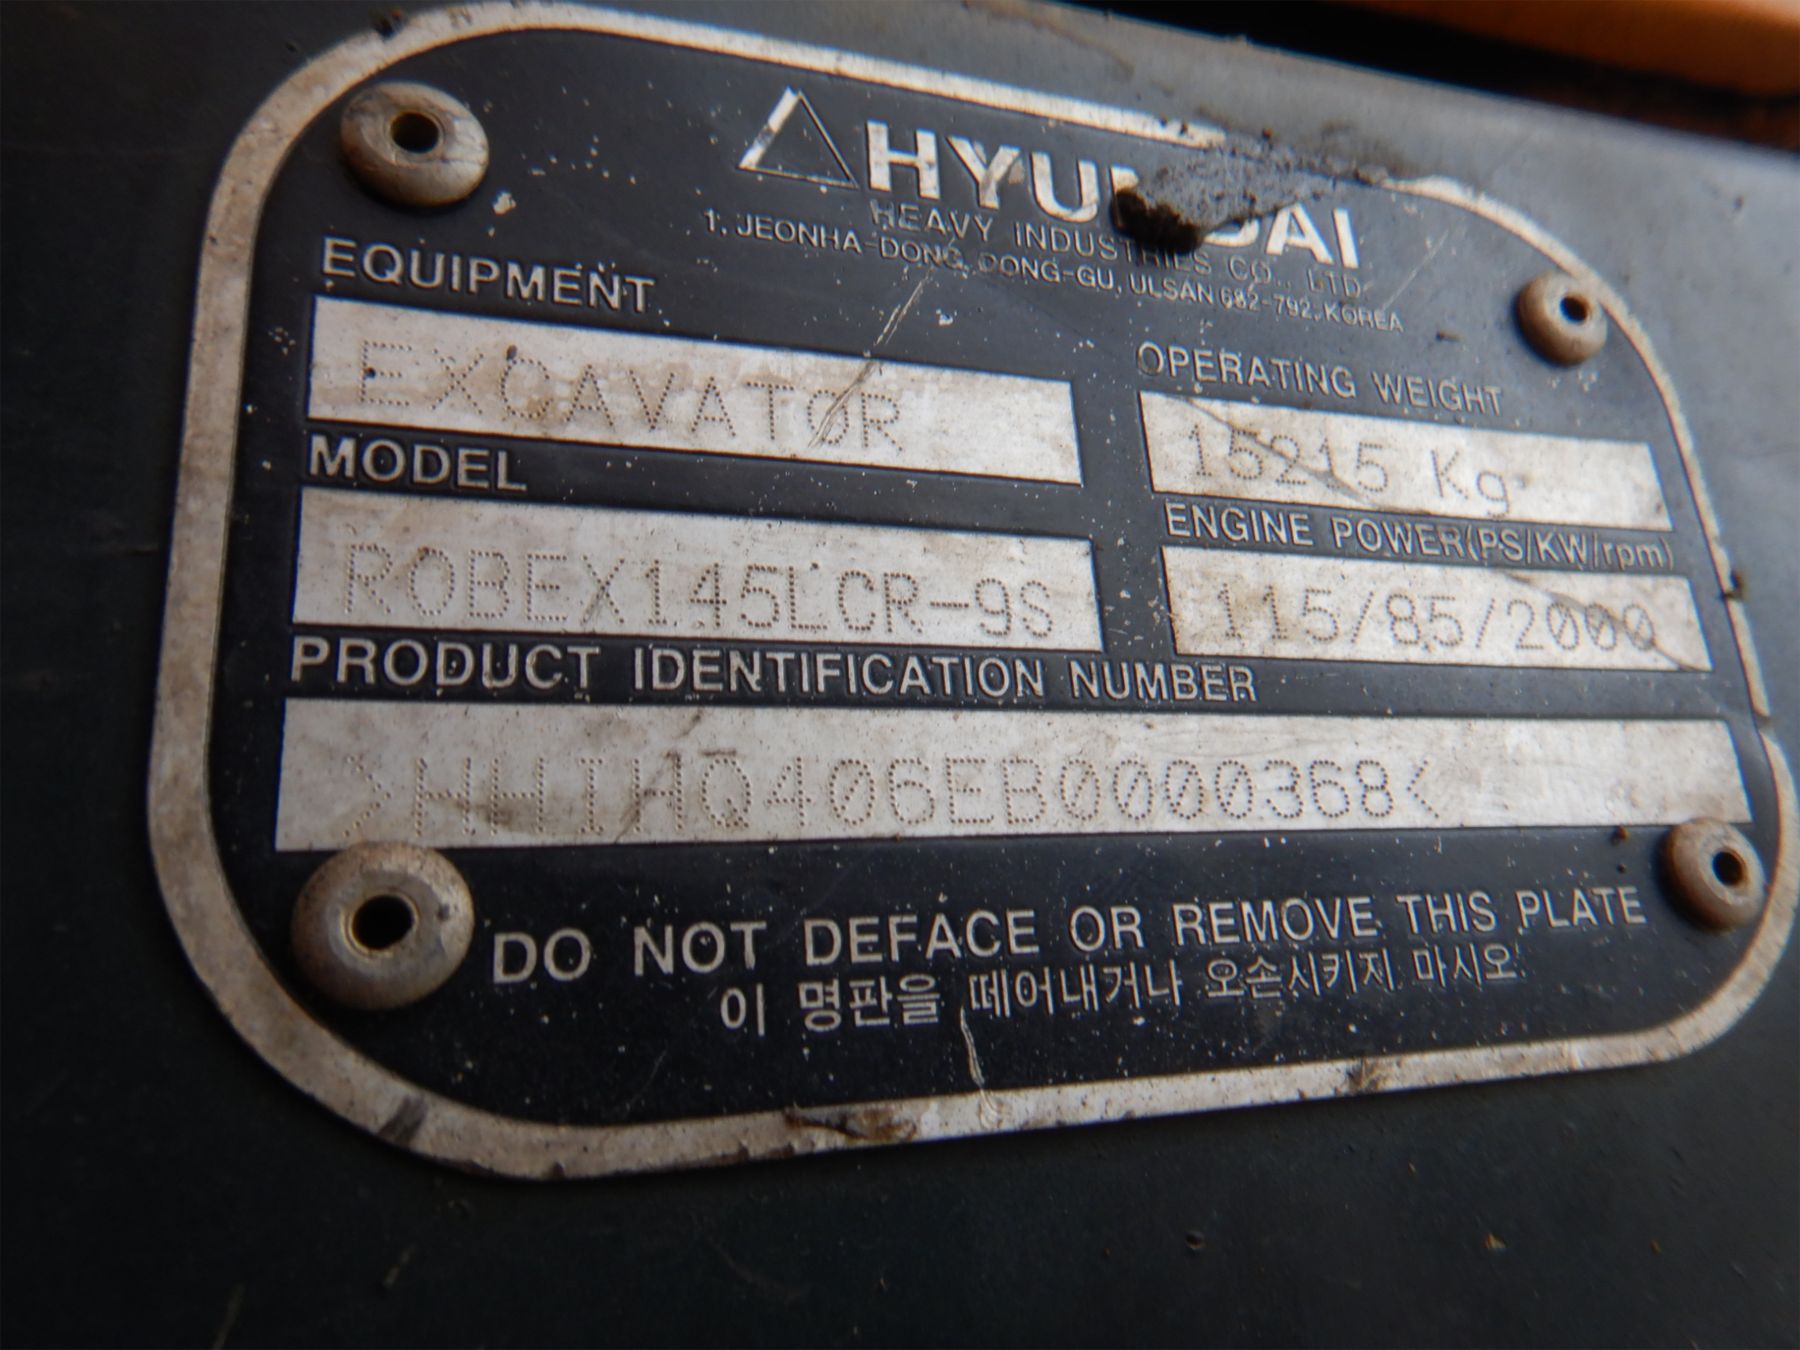 HYUNDAI
HEAVY INDUSTRIES CO., LTD.
1, JEONHA-DONG, DONG-GU, ULSAN 682-792, KOREA
EQUIPMENT
EXCAVATOR
OPERATING WEIGHT
15215 Kg
MODEL
ROBEX145LCR-9S
ENGINE POWER(PS/KW/rpm)
115/85/2000
PRODUCT IDENTIFICATION NUMBER
>HHIHQ406EB0000368<
DO NOT DEFACE OR REMOVE THIS PLATE
이 명판을 떼어내거나 오손시키지 마시오.